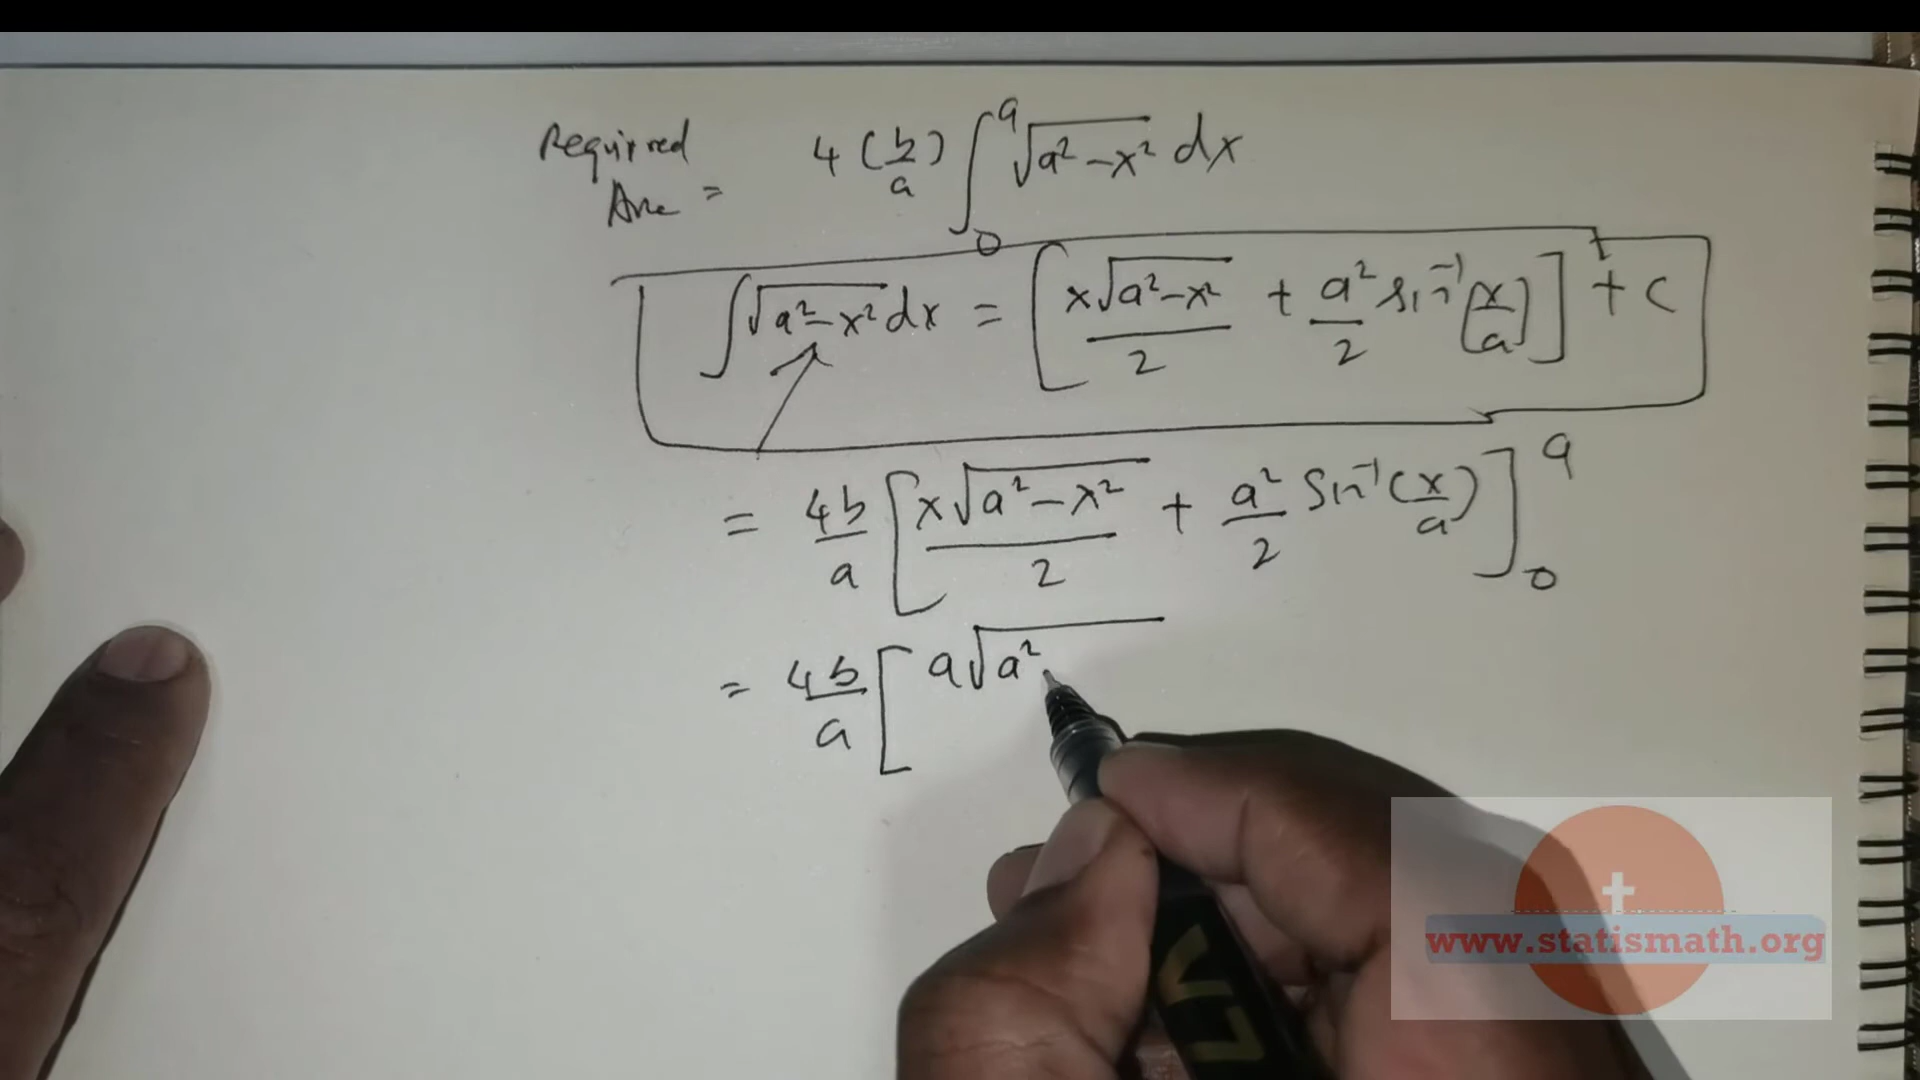 Required Are = 4 (b/a) ∫₀ᵃ √(a² − x²) dx
∫ √(a² − x²) dx = [ x√(a² − x²)/2 + a²/2 sin⁻¹(x/a) ] + c
= 4b/a [ x√(a² − x²)/2 + a²/2 Sin⁻¹(x/a) ]₀ᵃ
= 4b/a [ a√a²
www.statismath.org